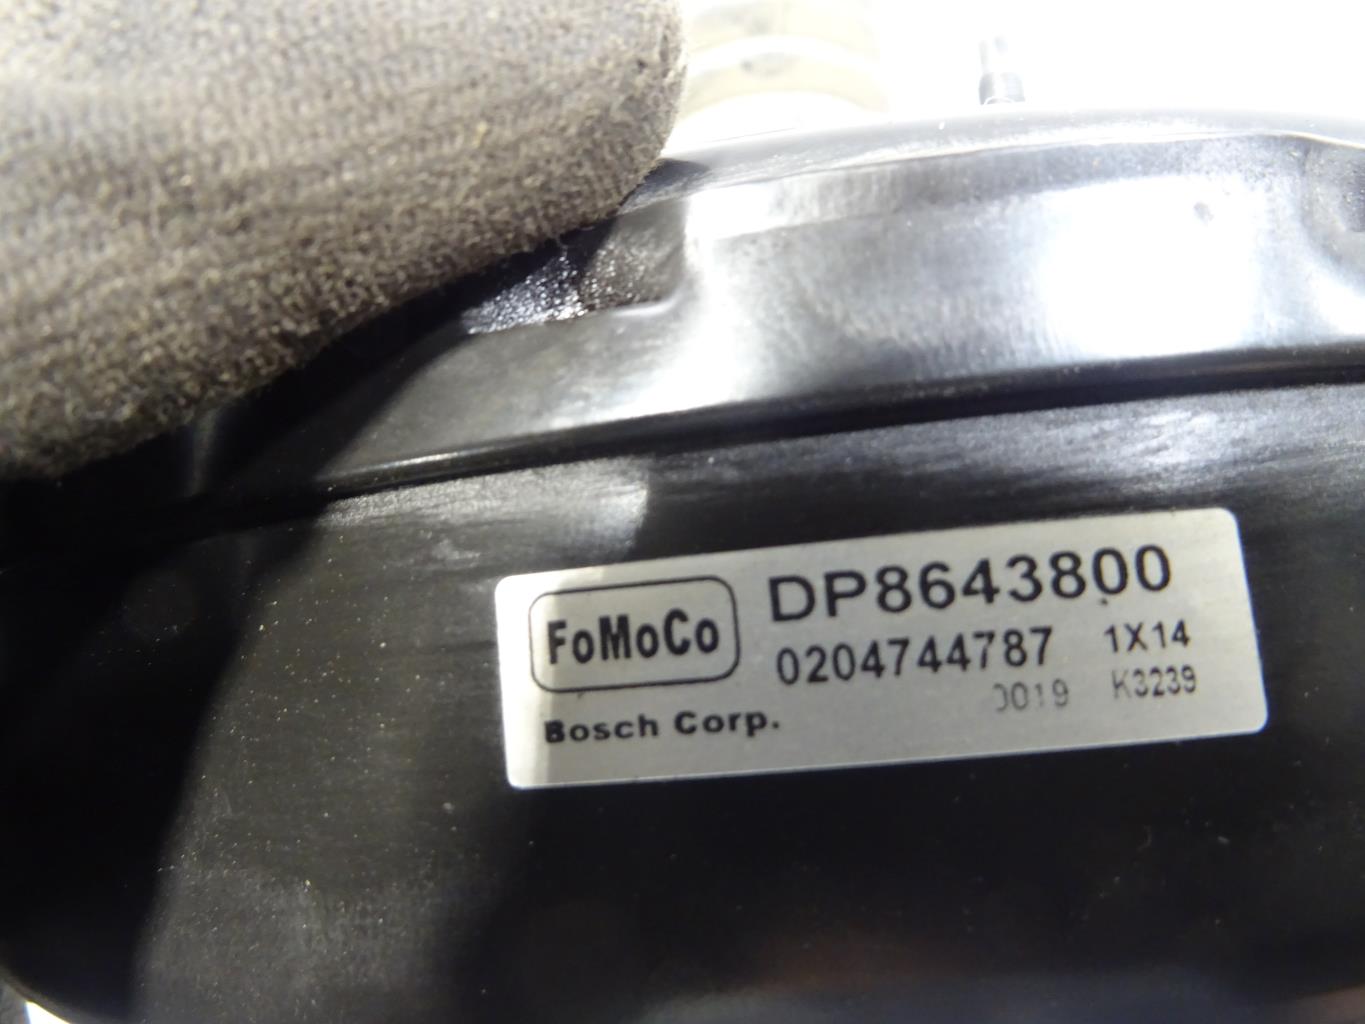 FoMoCo
DP8643800
0204744787 1X14
0019 K3239
Bosch Corp.